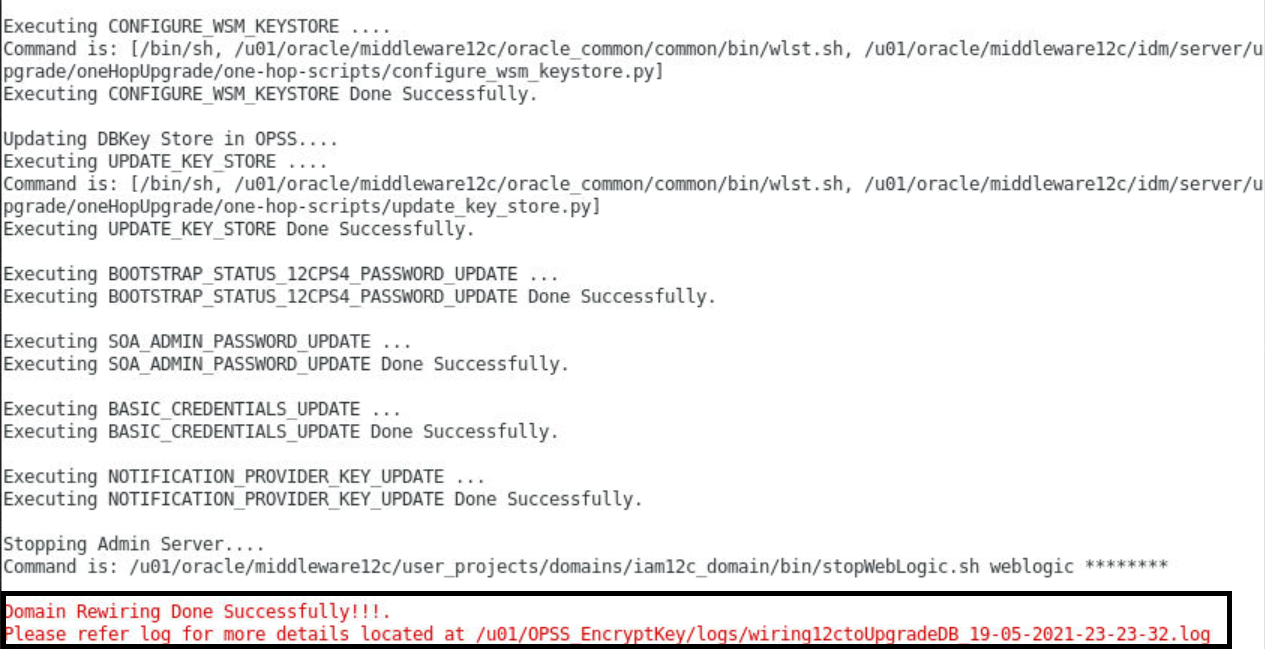 Executing CONFIGURE_WSM_KEYSTORE ....
Command is: [/bin/sh, /u01/oracle/middleware12c/oracle_common/common/bin/wlst.sh, /u01/oracle/middleware12c/idm/server/u
pgrade/oneHopUpgrade/one-hop-scripts/configure_wsm_keystore.py]
Executing CONFIGURE_WSM_KEYSTORE Done Successfully.
Updating DBKey Store in OPSS....
Executing UPDATE_KEY_STORE ....
Command is: [/bin/sh, /u01/oracle/middleware12c/oracle_common/common/bin/wlst.sh, /u01/oracle/middleware12c/idm/server/u
pgrade/oneHopUpgrade/one-hop-scripts/update_key_store.py]
Executing UPDATE_KEY_STORE Done Successfully.
Executing BOOTSTRAP_STATUS_12CPS4_PASSWORD_UPDATE ...
Executing BOOTSTRAP_STATUS_12CPS4_PASSWORD_UPDATE Done Successfully.
Executing SOA_ADMIN_PASSWORD_UPDATE ...
Executing SOA_ADMIN_PASSWORD_UPDATE Done Successfully.
Executing BASIC_CREDENTIALS_UPDATE ...
Executing BASIC_CREDENTIALS_UPDATE Done Successfully.
Executing NOTIFICATION_PROVIDER_KEY_UPDATE ...
Executing NOTIFICATION_PROVIDER_KEY_UPDATE Done Successfully.
Stopping Admin Server....
Command is: /u01/oracle/middleware12c/user_projects/domains/iam12c_domain/bin/stopWebLogic.sh weblogic ********
Domain Rewiring Done Successfully!!!.
Please refer log for more details located at /u01/OPSS_EncryptKey/logs/wiring12ctoUpgradeDB_19-05-2021-23-23-32.log